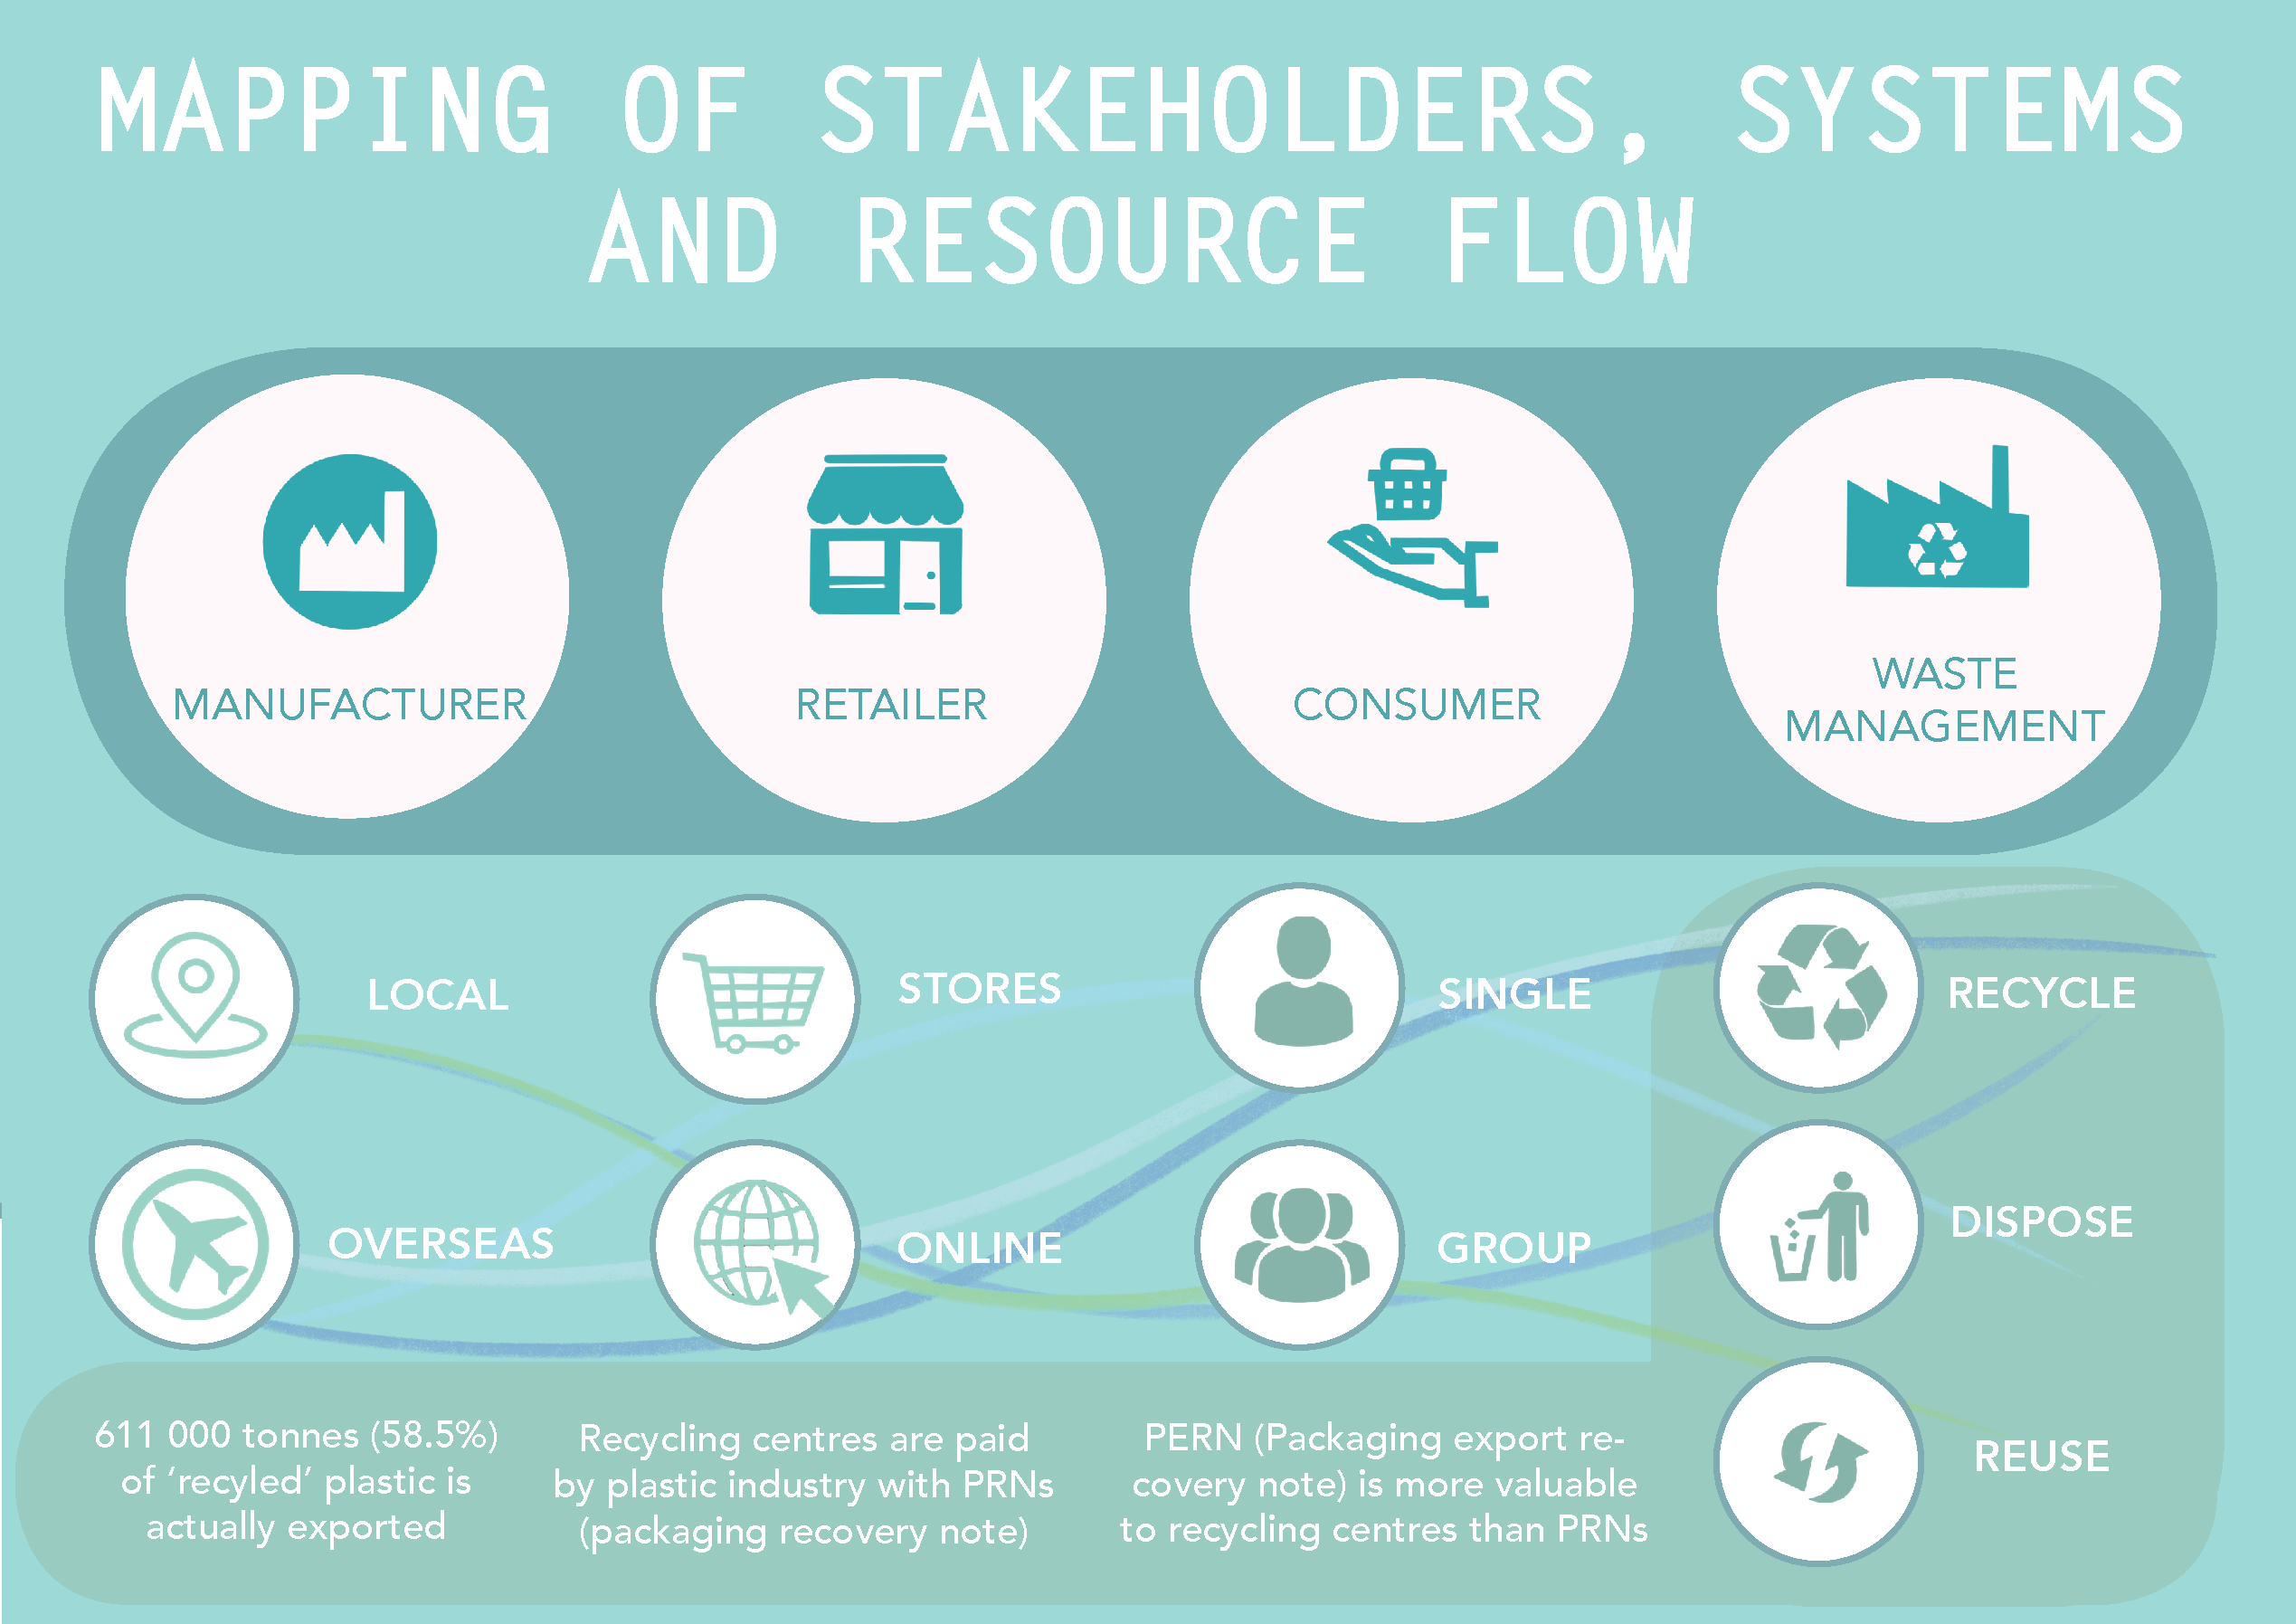 MAPPING OF STAKEHOLDERS, SYSTEMS
AND RESOURCE FLOW
MANUFACTURER
RETAILER
CONSUMER
WASTE
MANAGEMENT
LOCAL
STORES
SINGLE
RECYCLE
OVERSEAS
ONLINE
GROUP
DISPOSE
REUSE
611 000 tonnes (58.5%)
of ‘recyled’ plastic is
actually exported
Recycling centres are paid
by plastic industry with PRNs
(packaging recovery note)
PERN (Packaging export re-
covery note) is more valuable
to recycling centres than PRNs